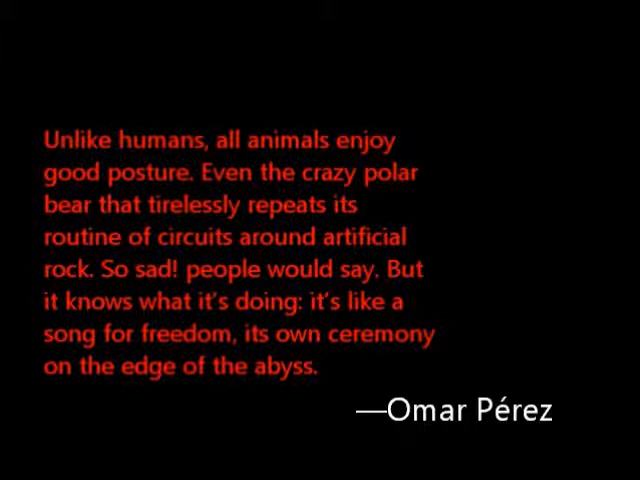 Unlike humans, all animals enjoy
good posture. Even the crazy polar
bear that tirelessly repeats its
routine of circuits around artificial
rock. So sad! people would say. But
it knows what it's doing: it's like a
song for freedom, its own ceremony
on the edge of the abyss.
—Omar Pérez